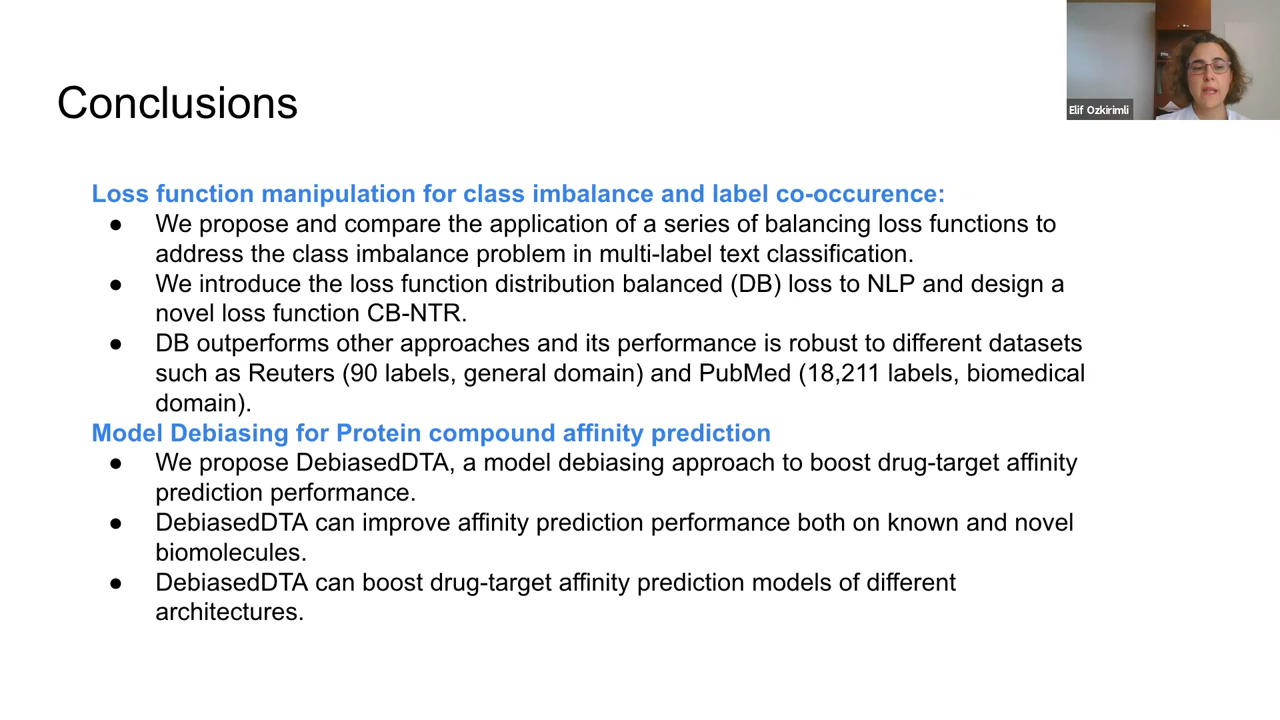 Elif Ozkirimli
Conclusions
Loss function manipulation for class imbalance and label co-occurence:
● We propose and compare the application of a series of balancing loss functions to
address the class imbalance problem in multi-label text classification.
● We introduce the loss function distribution balanced (DB) loss to NLP and design a
novel loss function CB-NTR.
● DB outperforms other approaches and its performance is robust to different datasets
such as Reuters (90 labels, general domain) and PubMed (18,211 labels, biomedical
domain).
Model Debiasing for Protein compound affinity prediction
● We propose DebiasedDTA, a model debiasing approach to boost drug-target affinity
prediction performance.
● DebiasedDTA can improve affinity prediction performance both on known and novel
biomolecules.
● DebiasedDTA can boost drug-target affinity prediction models of different
architectures.